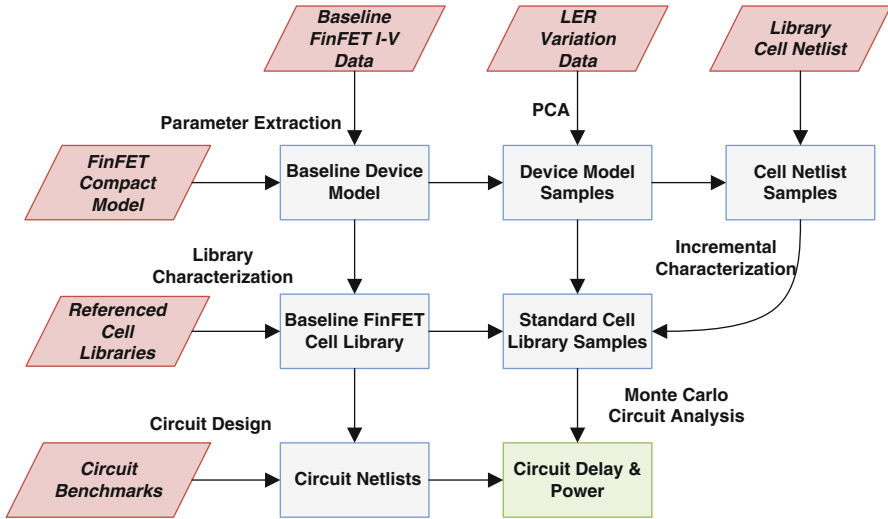 Baseline
FinFET I-V
Data
LER
Variation
Data
Library
Cell Netlist
Parameter Extraction
PCA
FinFET
Compact
Model
Baseline Device
Model
Device Model
Samples
Cell Netlist
Samples
Library
Characterization
Incremental
Characterization
Referenced
Cell
Libraries
Baseline FinFET
Cell Library
Standard Cell
Library Samples
Circuit Design
Monte Carlo
Circuit Analysis
Circuit
Benchmarks
Circuit Netlists
Circuit Delay &
Power